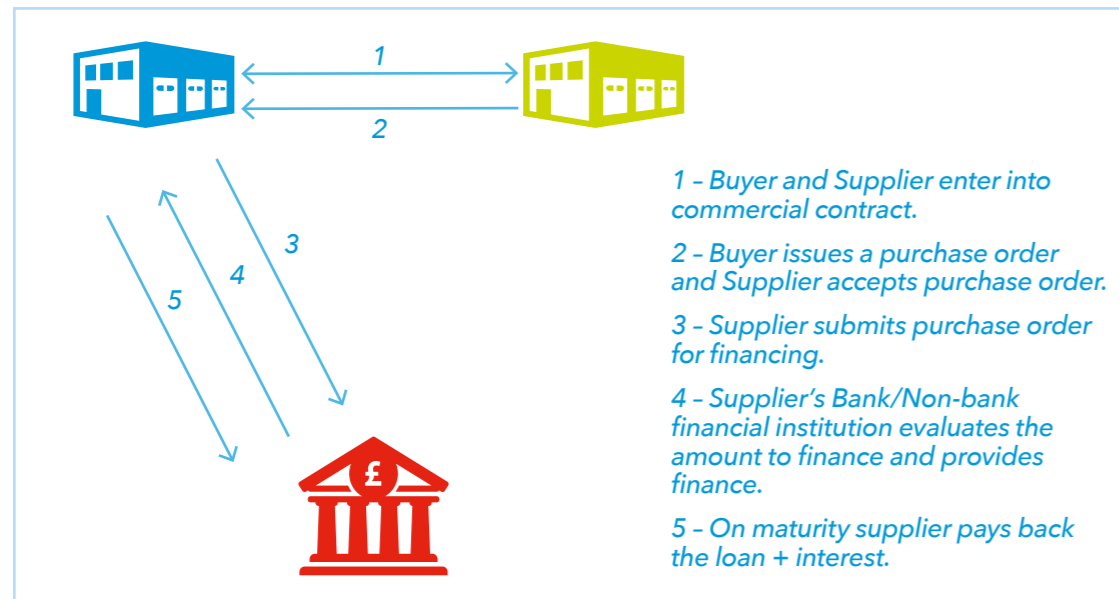 1
2
3
4
5
£
1 – Buyer and Supplier enter into
commercial contract.
2 – Buyer issues a purchase order
and Supplier accepts purchase order.
3 – Supplier submits purchase order
for financing.
4 – Supplier’s Bank/Non-bank
financial institution evaluates the
amount to finance and provides
finance.
5 – On maturity supplier pays back
the loan + interest.